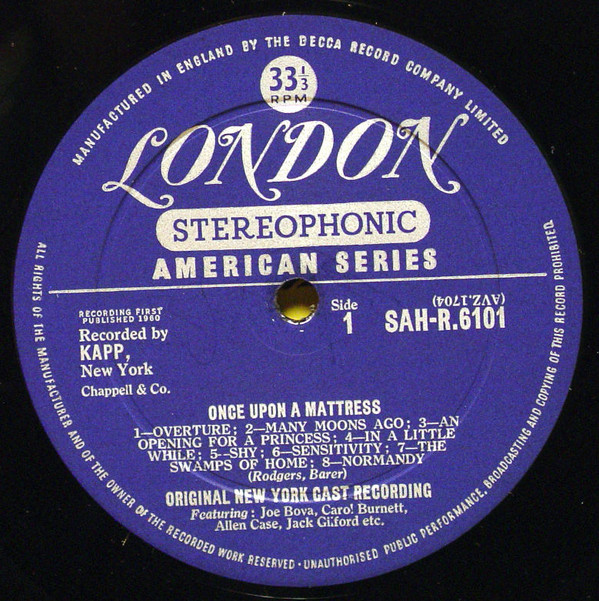 MANUFACTURED IN ENGLAND BY THE DECCA RECORD COMPANY LIMITED
33⅓
RPM
LONDON
STEREOPHONIC
AMERICAN SERIES
RECORDING FIRST
PUBLISHED 1960
Recorded by
KAPP,
New York
Chappell & Co.
Side
1
(AVZ.1704)
SAH-R.6101
ONCE UPON A MATTRESS
1—OVERTURE; 2—MANY MOONS AGO; 3—AN
OPENING FOR A PRINCESS; 4—IN A LITTLE
WHILE; 5—SHY; 6—SENSITIVITY; 7—THE
SWAMPS OF HOME; 8—NORMANDY
(Rodgers, Barer)
ORIGINAL NEW YORK CAST RECORDING
Featuring: Joe Bova, Carol Burnett,
Allen Case, Jack Gilford etc.
ALL RIGHTS OF THE MANUFACTURER AND OF THE OWNER OF THE RECORDED WORK RESERVED · UNAUTHORISED PUBLIC PERFORMANCE, BROADCASTING AND COPYING OF THIS RECORD PROHIBITED